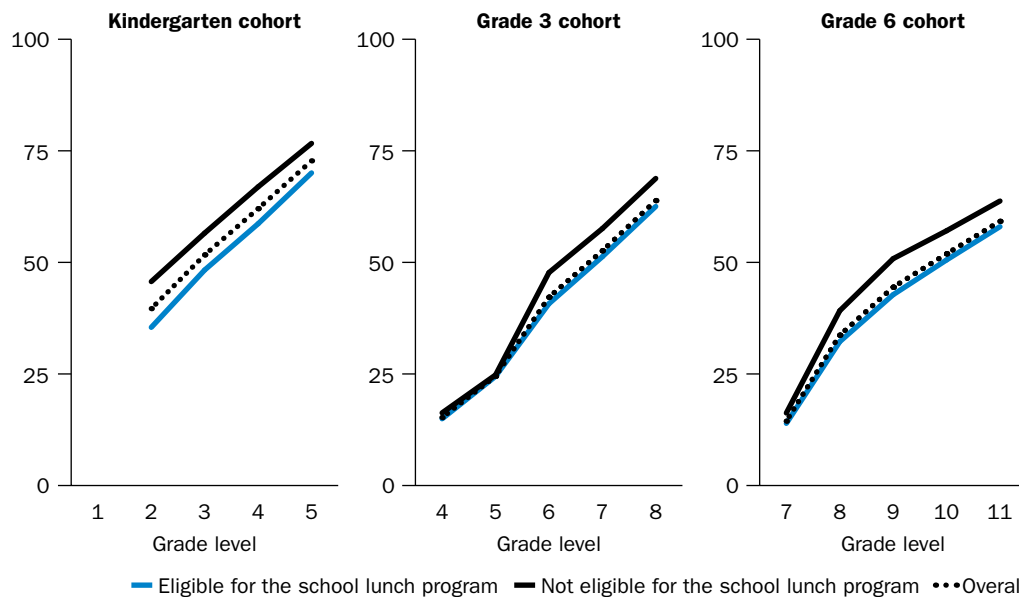 Kindergarten cohort
100
75
50
25
0
1 2 3 4 5
Grade level
Grade 3 cohort
100
75
50
25
0
4 5 6 7 8
Grade level
Grade 6 cohort
100
75
50
25
0
7 8 9 10 11
Grade level
Eligible for the school lunch program Not eligible for the school lunch program Overal